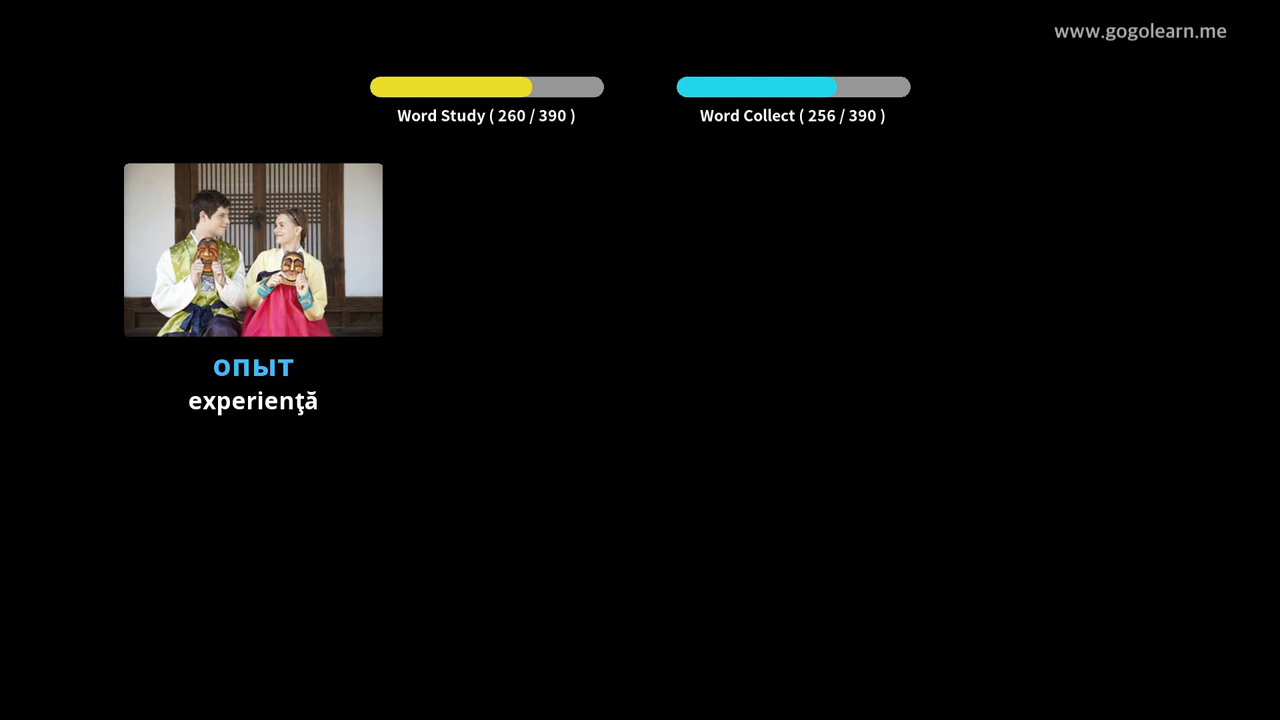 www.gogolearn.me
Word Study ( 260 / 390 )
Word Collect ( 256 / 390 )
опыт
experienţă